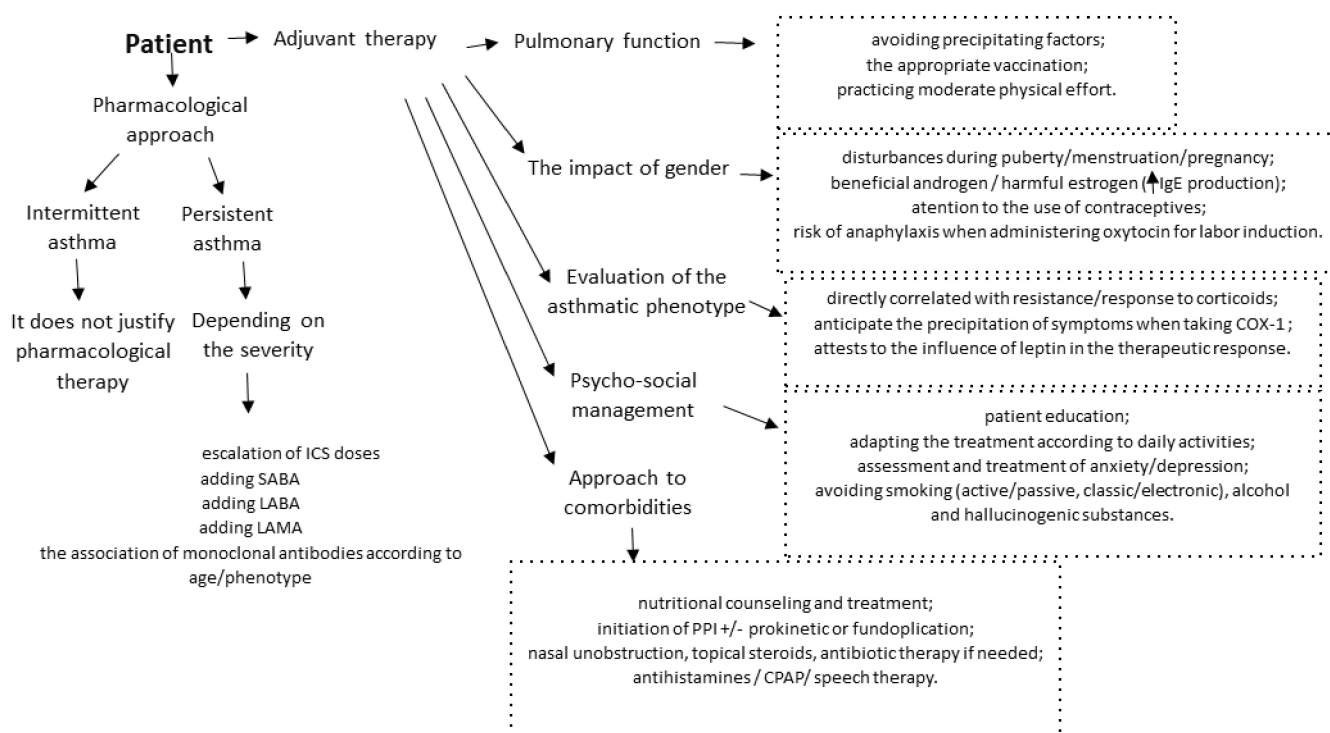 Patient
Adjuvant therapy
Pulmonary function
avoiding precipitating factors;
the appropriate vaccination;
practicing moderate physical effort.
Pharmacological
approach
The impact of gender
disturbances during puberty/menstruation/pregnancy;
beneficial androgen / harmful estrogen (↑IgE production);
atention to the use of contraceptives;
risk of anaphylaxis when administering oxytocin for labor induction.
Intermittent
asthma
Persistent
asthma
Evaluation of the
asthmatic phenotype
directly correlated with resistance/response to corticoids;
anticipate the precipitation of symptoms when taking COX-1;
attests to the influence of leptin in the therapeutic response.
It does not justify
pharmacological
therapy
Depending on
the severity
Psycho-social
management
patient education;
adapting the treatment according to daily activities;
assessment and treatment of anxiety/depression;
avoiding smoking (active/passive, classic/electronic), alcohol
and hallucinogenic substances.
escalation of ICS doses
adding SABA
adding LABA
adding LAMA
the association of monoclonal antibodies according to
age/phenotype
Approach to
comorbidities
nutritional counseling and treatment;
initiation of PPI +/- prokinetic or fundoplication;
nasal unobstruction, topical steroids, antibiotic therapy if needed;
antihistamines / CPAP/ speech therapy.